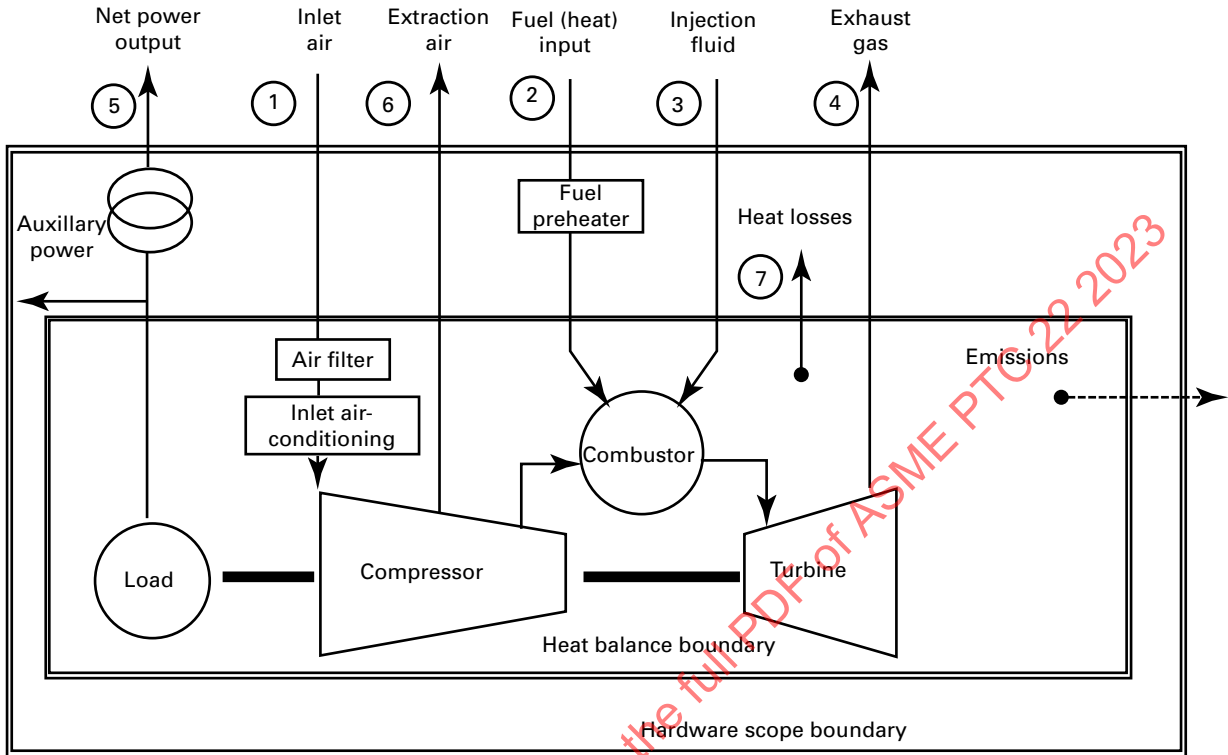 Net power
output
Inlet
air
Extraction
air
Fuel (heat)
input
Injection
fluid
Exhaust
gas
5
1
6
2
3
4
Auxillary
power
Fuel
preheater
Heat losses
7
Air filter
Inlet air-
conditioning
Emissions
Combustor
Load
Compressor
Turbine
Heat balance boundary
Hardware scope boundary
the full PDF of ASME PTC 22 2023